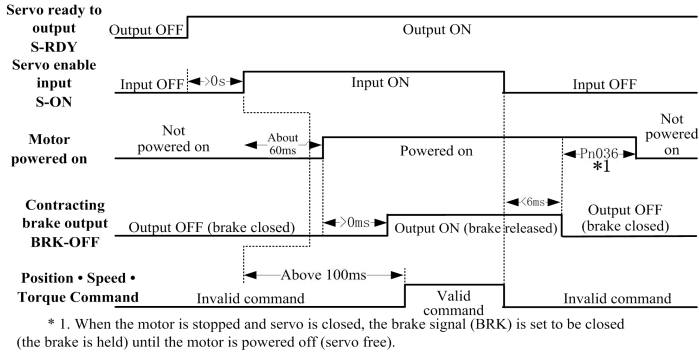 Servo ready to
output
S-RDY
Output OFF
Output ON
Servo enable
input
S-ON
Input OFF
>0s
Input ON
Input OFF
Motor
powered on
Not
powered on
About
60ms
Powered on
Pn036
*1
Not
powered
on
Contracting
brake output
BRK-OFF
Output OFF (brake closed)
>0ms
Output ON (brake released)
<6ms
Output OFF
(brake closed)
Position • Speed •
Torque Command
Invalid command
Above 100ms
Valid
command
Invalid command
* 1. When the motor is stopped and servo is closed, the brake signal (BRK) is set to be closed
(the brake is held) until the motor is powered off (servo free).